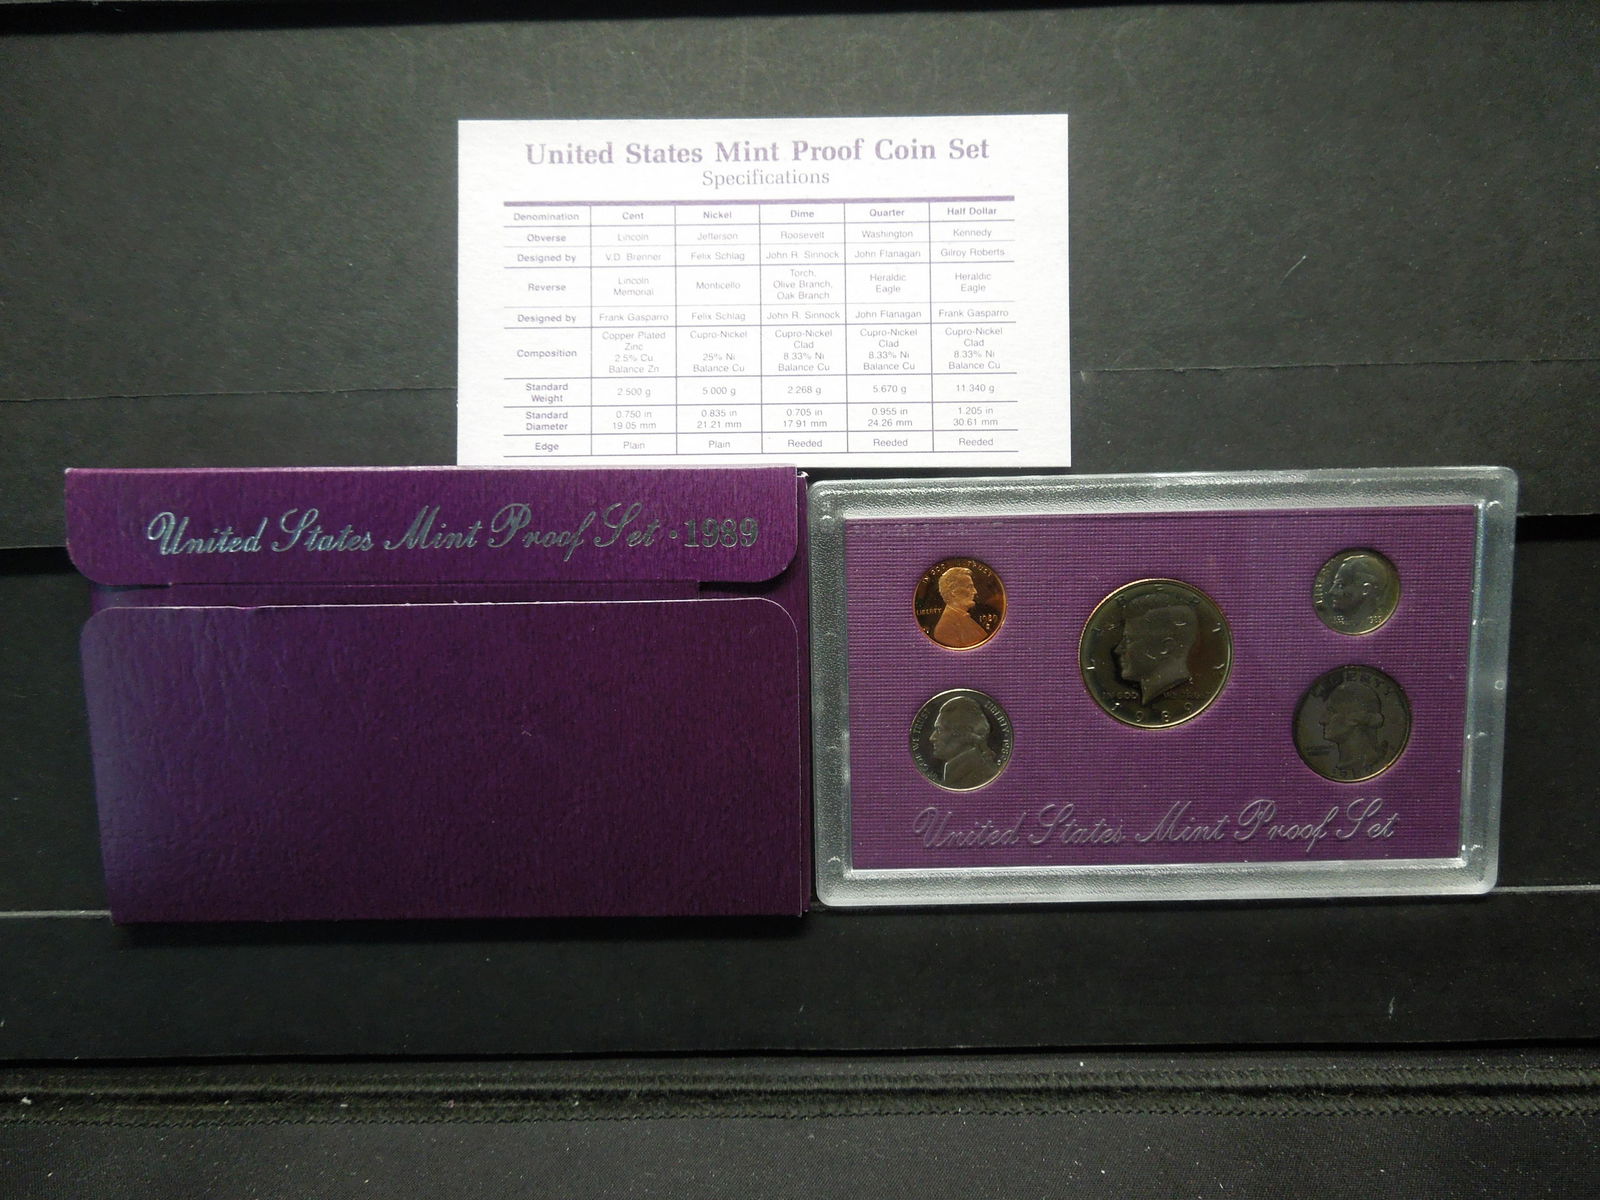 United States Mint Proof Coin Set
Specifications
Denomination Cent Nickel Dime Quarter Half Dollar
Obverse Lincoln Jefferson Roosevelt Washington Kennedy
Designed by V.D. Brenner Felix Schlag John R. Sinnock John Flanagan Gilroy Roberts
Reverse Lincoln Memorial Monticello Torch, Olive Branch, Oak Branch Heraldic Eagle Heraldic Eagle
Designed by Frank Gasparro Felix Schlag John R. Sinnock John Flanagan Frank Gasparro
Composition Copper Plated Zinc 2.5% Cu Balance Zn Cupro-Nickel 25% Ni Balance Cu Cupro-Nickel Clad 8.33% Ni Balance Cu Cupro-Nickel Clad 8.33% Ni Balance Cu Cupro-Nickel Clad 8.33% Ni Balance Cu
Standard Weight 2.500 g 5.000 g 2.268 g 5.670 g 11.340 g
Standard Diameter 0.750 in 19.05 mm 0.835 in 21.21 mm 0.705 in 17.91 mm 0.955 in 24.26 mm 1.205 in 30.61 mm
Edge Plain Plain Reeded Reeded Reeded
United States Mint Proof Set · 1989
LIBERTY
1989
S
IN GOD WE TRUST
1989
LIBERTY
LIBERTY
United States Mint Proof Set